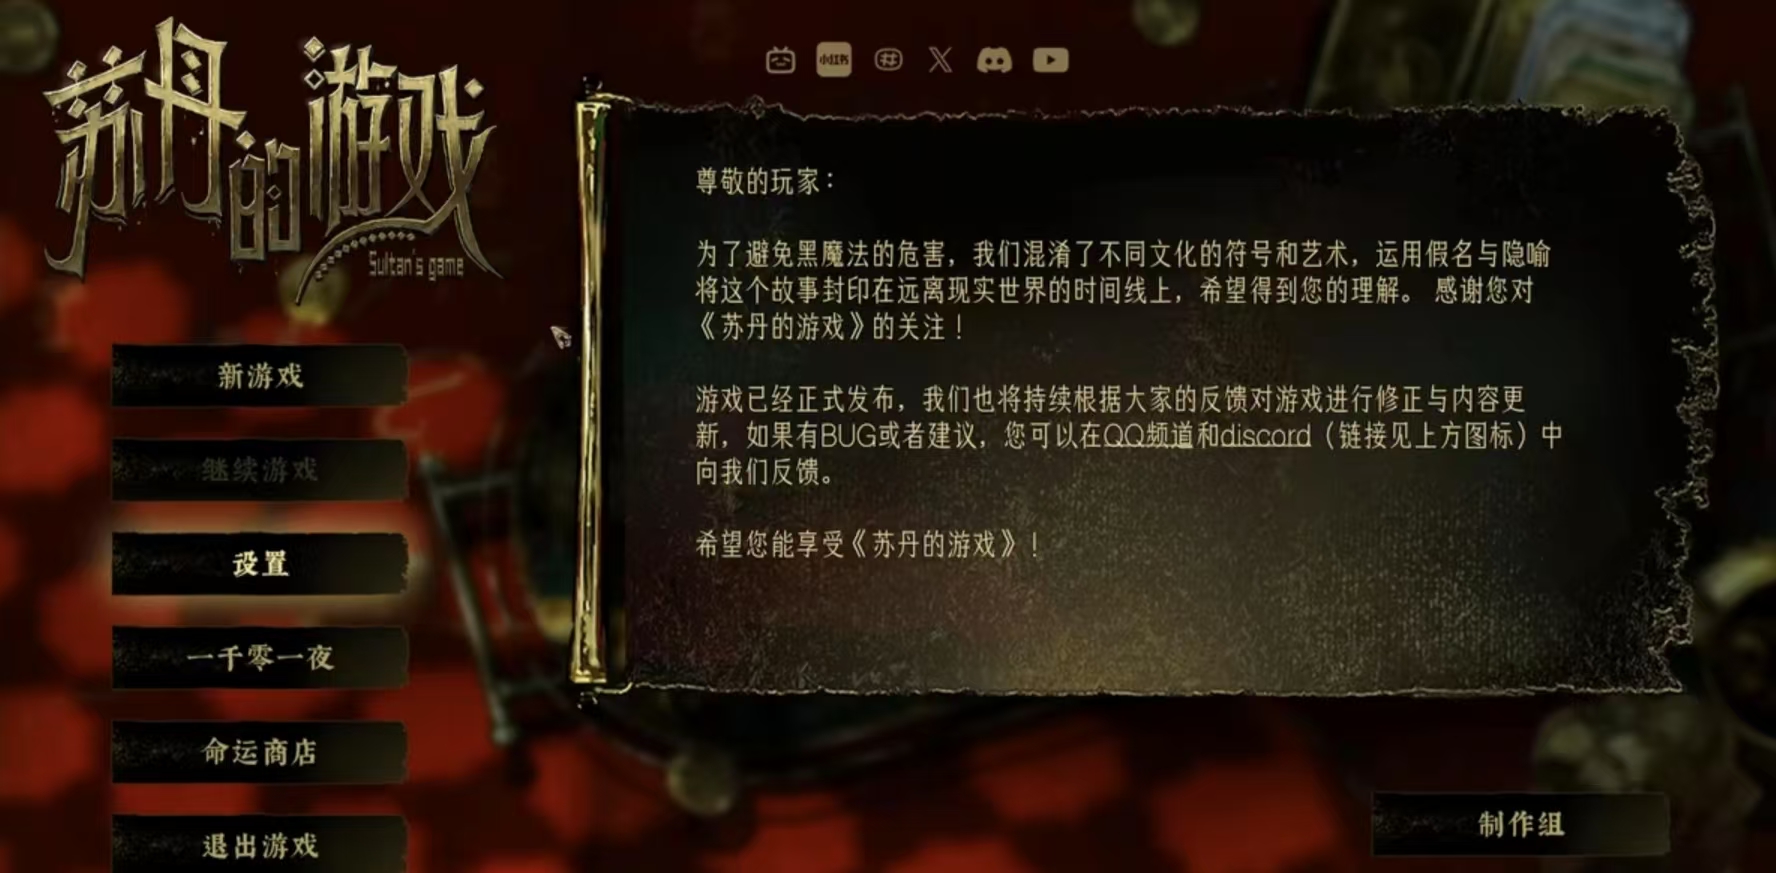 苏丹的游戏
Sultan's game
小红书
尊敬的玩家：
为了避免黑魔法的危害，我们混淆了不同文化的符号和艺术，运用假名与隐喻
将这个故事封印在远离现实世界的时间线上，希望得到您的理解。 感谢您对
《苏丹的游戏》的关注！
游戏已经正式发布，我们也将持续根据大家的反馈对游戏进行修正与内容更
新，如果有BUG或者建议，您可以在QQ频道和discord（链接见上方图标）中
向我们反馈。
希望您能享受《苏丹的游戏》！
新游戏
继续游戏
设置
一千零一夜
命运商店
退出游戏
制作组